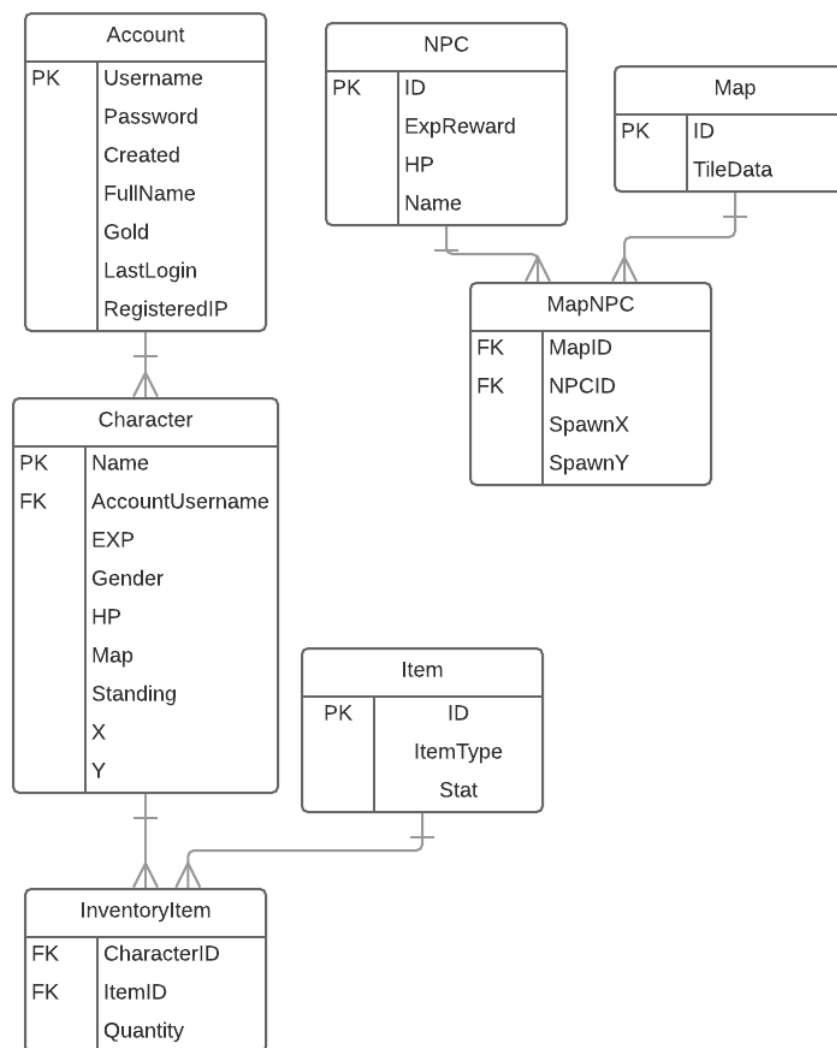 Account
PK Username
Password
Created
FullName
Gold
LastLogin
RegisteredIP
NPC
PK ID
ExpReward
HP
Name
Map
PK ID
TileData
MapNPC
FK MapID
FK NPCID
SpawnX
SpawnY
Character
PK Name
FK AccountUsername
EXP
Gender
HP
Map
Standing
X
Y
Item
PK ID
ItemType
Stat
InventoryItem
FK CharacterID
FK ItemID
Quantity